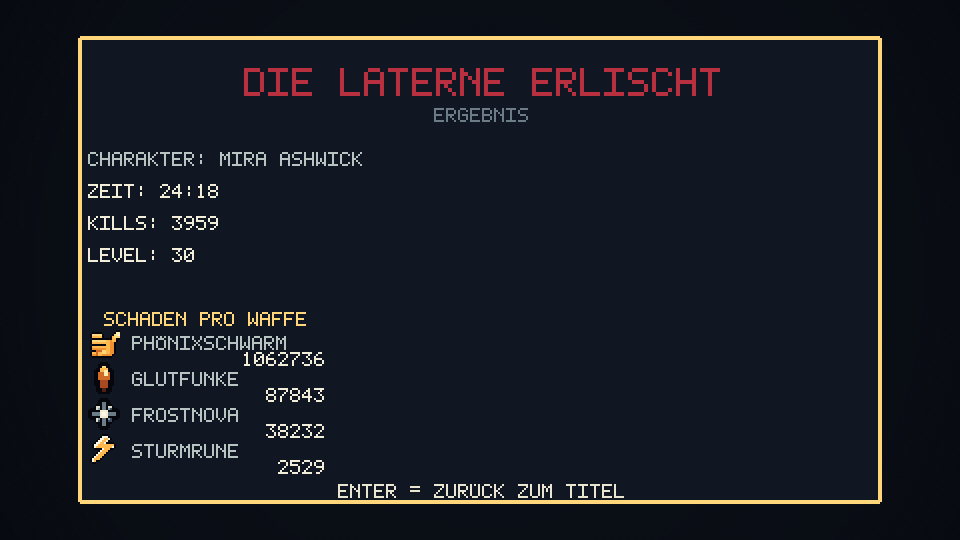 DIE LATERNE ERLISCHT
ERGEBNIS
CHARAKTER: MIRA ASHWICK
ZEIT: 24:18
KILLS: 3959
LEVEL: 30
SCHADEN PRO WAFFE
PHÖNIXSCHWARM
1062736
GLUTFUNKE
87843
FROSTNOVA
38232
STURMRUNE
2529
ENTER = ZURÜCK ZUM TITEL